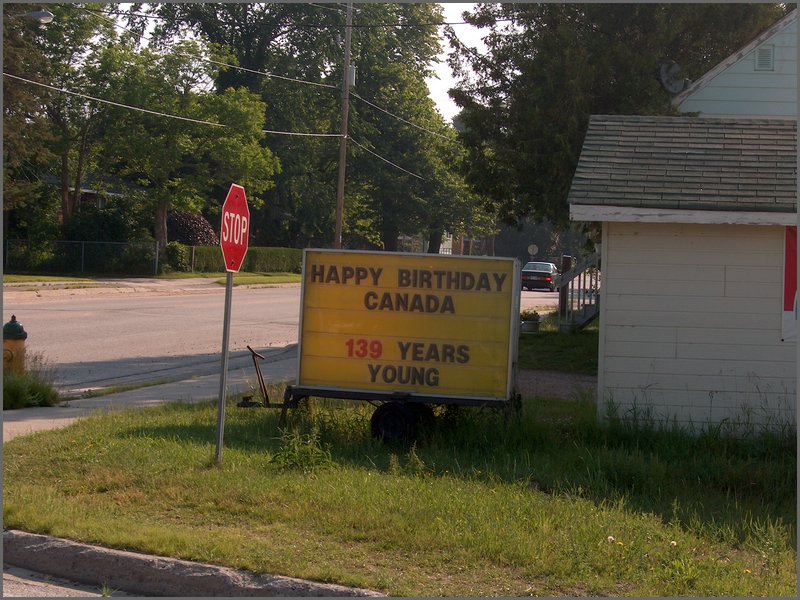 STOP
HAPPY BIRTHDAY
CANADA
139 YEARS
YOUNG